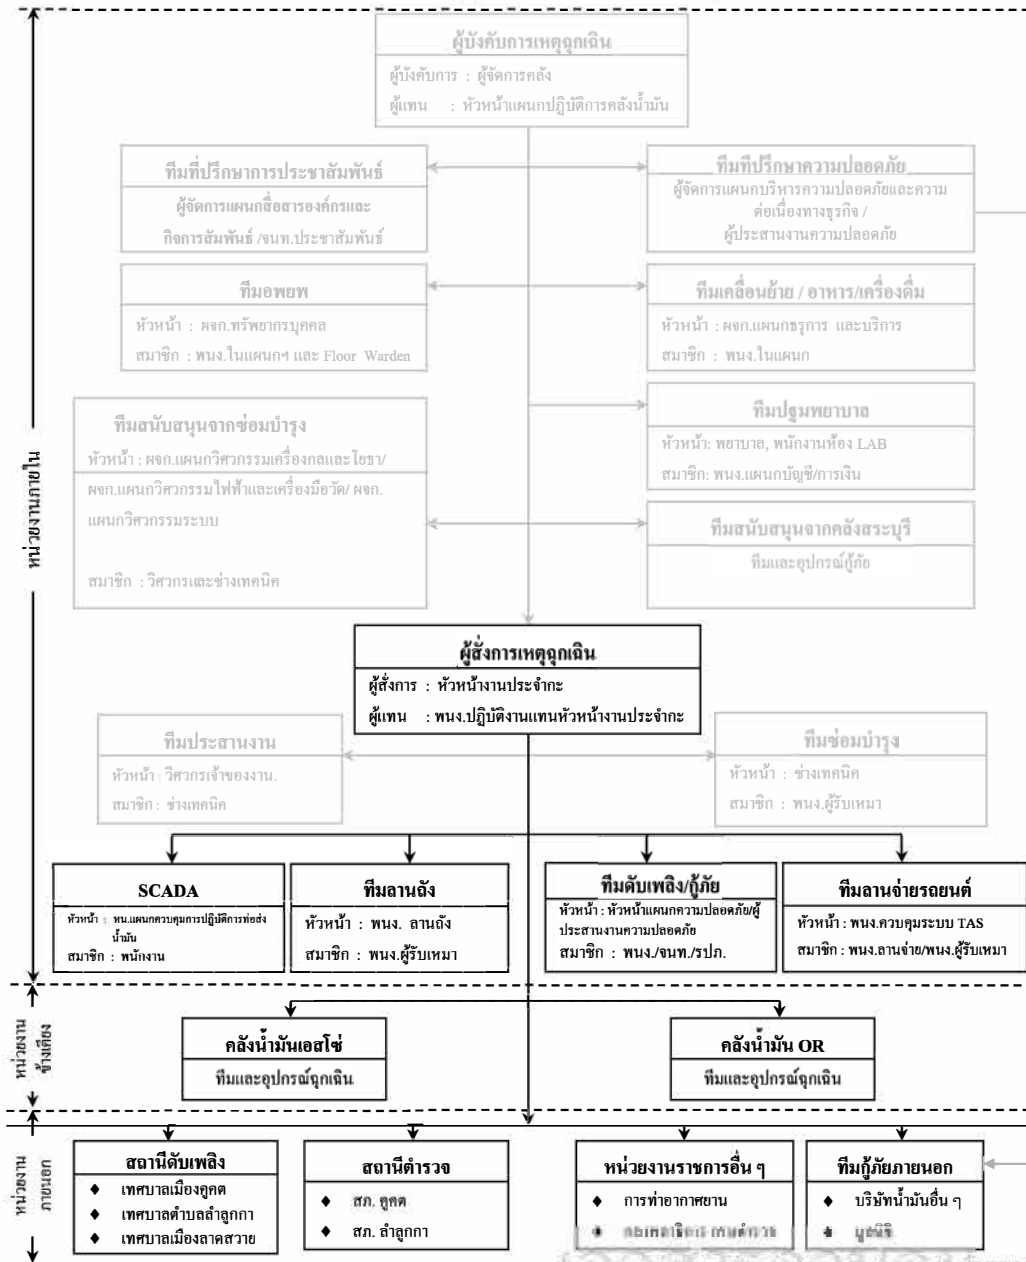 ผู้บังคับการเหตุฉุกเฉิน
ผู้บังคับการ : ผู้จัดการคลัง
ผู้แทน : หัวหน้าแผนกปฏิบัติการคลังน้ำมัน
ทีมที่ปรึกษาการประชาสัมพันธ์
ผู้จัดการแผนกสื่อสารองค์กรและ
กิจการสัมพันธ์ /จนท.ประชาสัมพันธ์
ทีมที่ปรึกษาความปลอดภัย
ผู้จัดการแผนกบริหารความปลอดภัยและความ
ต่อเนื่องทางธุรกิจ /
ผู้ประสานงานความปลอดภัย
ทีมอพยพ
หัวหน้า : ผจก.ทรัพยากรบุคคล
สมาชิก : พนง.ในแผนกฯ และ Floor Warden
ทีมเคลื่อนย้าย / อาหาร/เครื่องดื่ม
หัวหน้า : ผจก.แผนกธุรการ และบริการ
สมาชิก : พนง.ในแผนก
ทีมสนับสนุนจากซ่อมบำรุง
หัวหน้า : ผจก.แผนกวิศวกรรมเครื่องกลและโยธา/
ผจก.แผนกวิศวกรรมไฟฟ้าและเครื่องมือวัด/ ผจก.
แผนกวิศวกรรมระบบ
สมาชิก : วิศวกรและช่างเทคนิค
ทีมปฐมพยาบาล
หัวหน้า: พยาบาล, พนักงานห้อง LAB
สมาชิก: พนง.แผนกบัญชี/การเงิน
ทีมสนับสนุนจากคลังสระบุรี
ทีมและอุปกรณ์กู้ภัย
หน่วยงานภายใน
ผู้สั่งการเหตุฉุกเฉิน
ผู้สั่งการ : หัวหน้างานประจำกะ
ผู้แทน : พนง.ปฏิบัติงานแทนหัวหน้างานประจำกะ
ทีมประสานงาน
หัวหน้า : วิศวกรเจ้าของงาน.
สมาชิก : ช่างเทคนิค
ทีมซ่อมบำรุง
หัวหน้า : ช่างเทคนิค
สมาชิก : พนง.ผู้รับเหมา
SCADA
หัวหน้า : หน.แผนกควบคุมการปฏิบัติการท่อส่ง
น้ำมัน
สมาชิก : พนักงาน
ทีมลานถัง
หัวหน้า : พนง. ลานถัง
สมาชิก : พนง.ผู้รับเหมา
ทีมดับเพลิง/กู้ภัย
หัวหน้า : หัวหน้าแผนกความปลอดภัย/ผู้
ประสานงานความปลอดภัย
สมาชิก : พนง./จนท./รปภ.
ทีมลานจ่ายรถยนต์
หัวหน้า : พนง.ควบคุมระบบ TAS
สมาชิก : พนง.ลานจ่าย/พนง.ผู้รับเหมา
หน่วยงาน
ข้างเคียง
คลังน้ำมันเอสโซ่
ทีมและอุปกรณ์ฉุกเฉิน
คลังน้ำมัน OR
ทีมและอุปกรณ์ฉุกเฉิน
หน่วยงาน
ภายนอก
สถานีดับเพลิง
♦ เทศบาลเมืองคูคต
♦ เทศบาลตำบลลำลูกกา
♦ เทศบาลเมืองลาดสวาย
สถานีตำรวจ
♦ สภ. คูคต
♦ สภ. ลำลูกกา
หน่วยงานราชการอื่น ๆ
♦ การท่าอากาศยาน
ทีมกู้ภัยภายนอก
♦ บริษัทน้ำมันอื่น ๆ
♦ มูลนิธิ